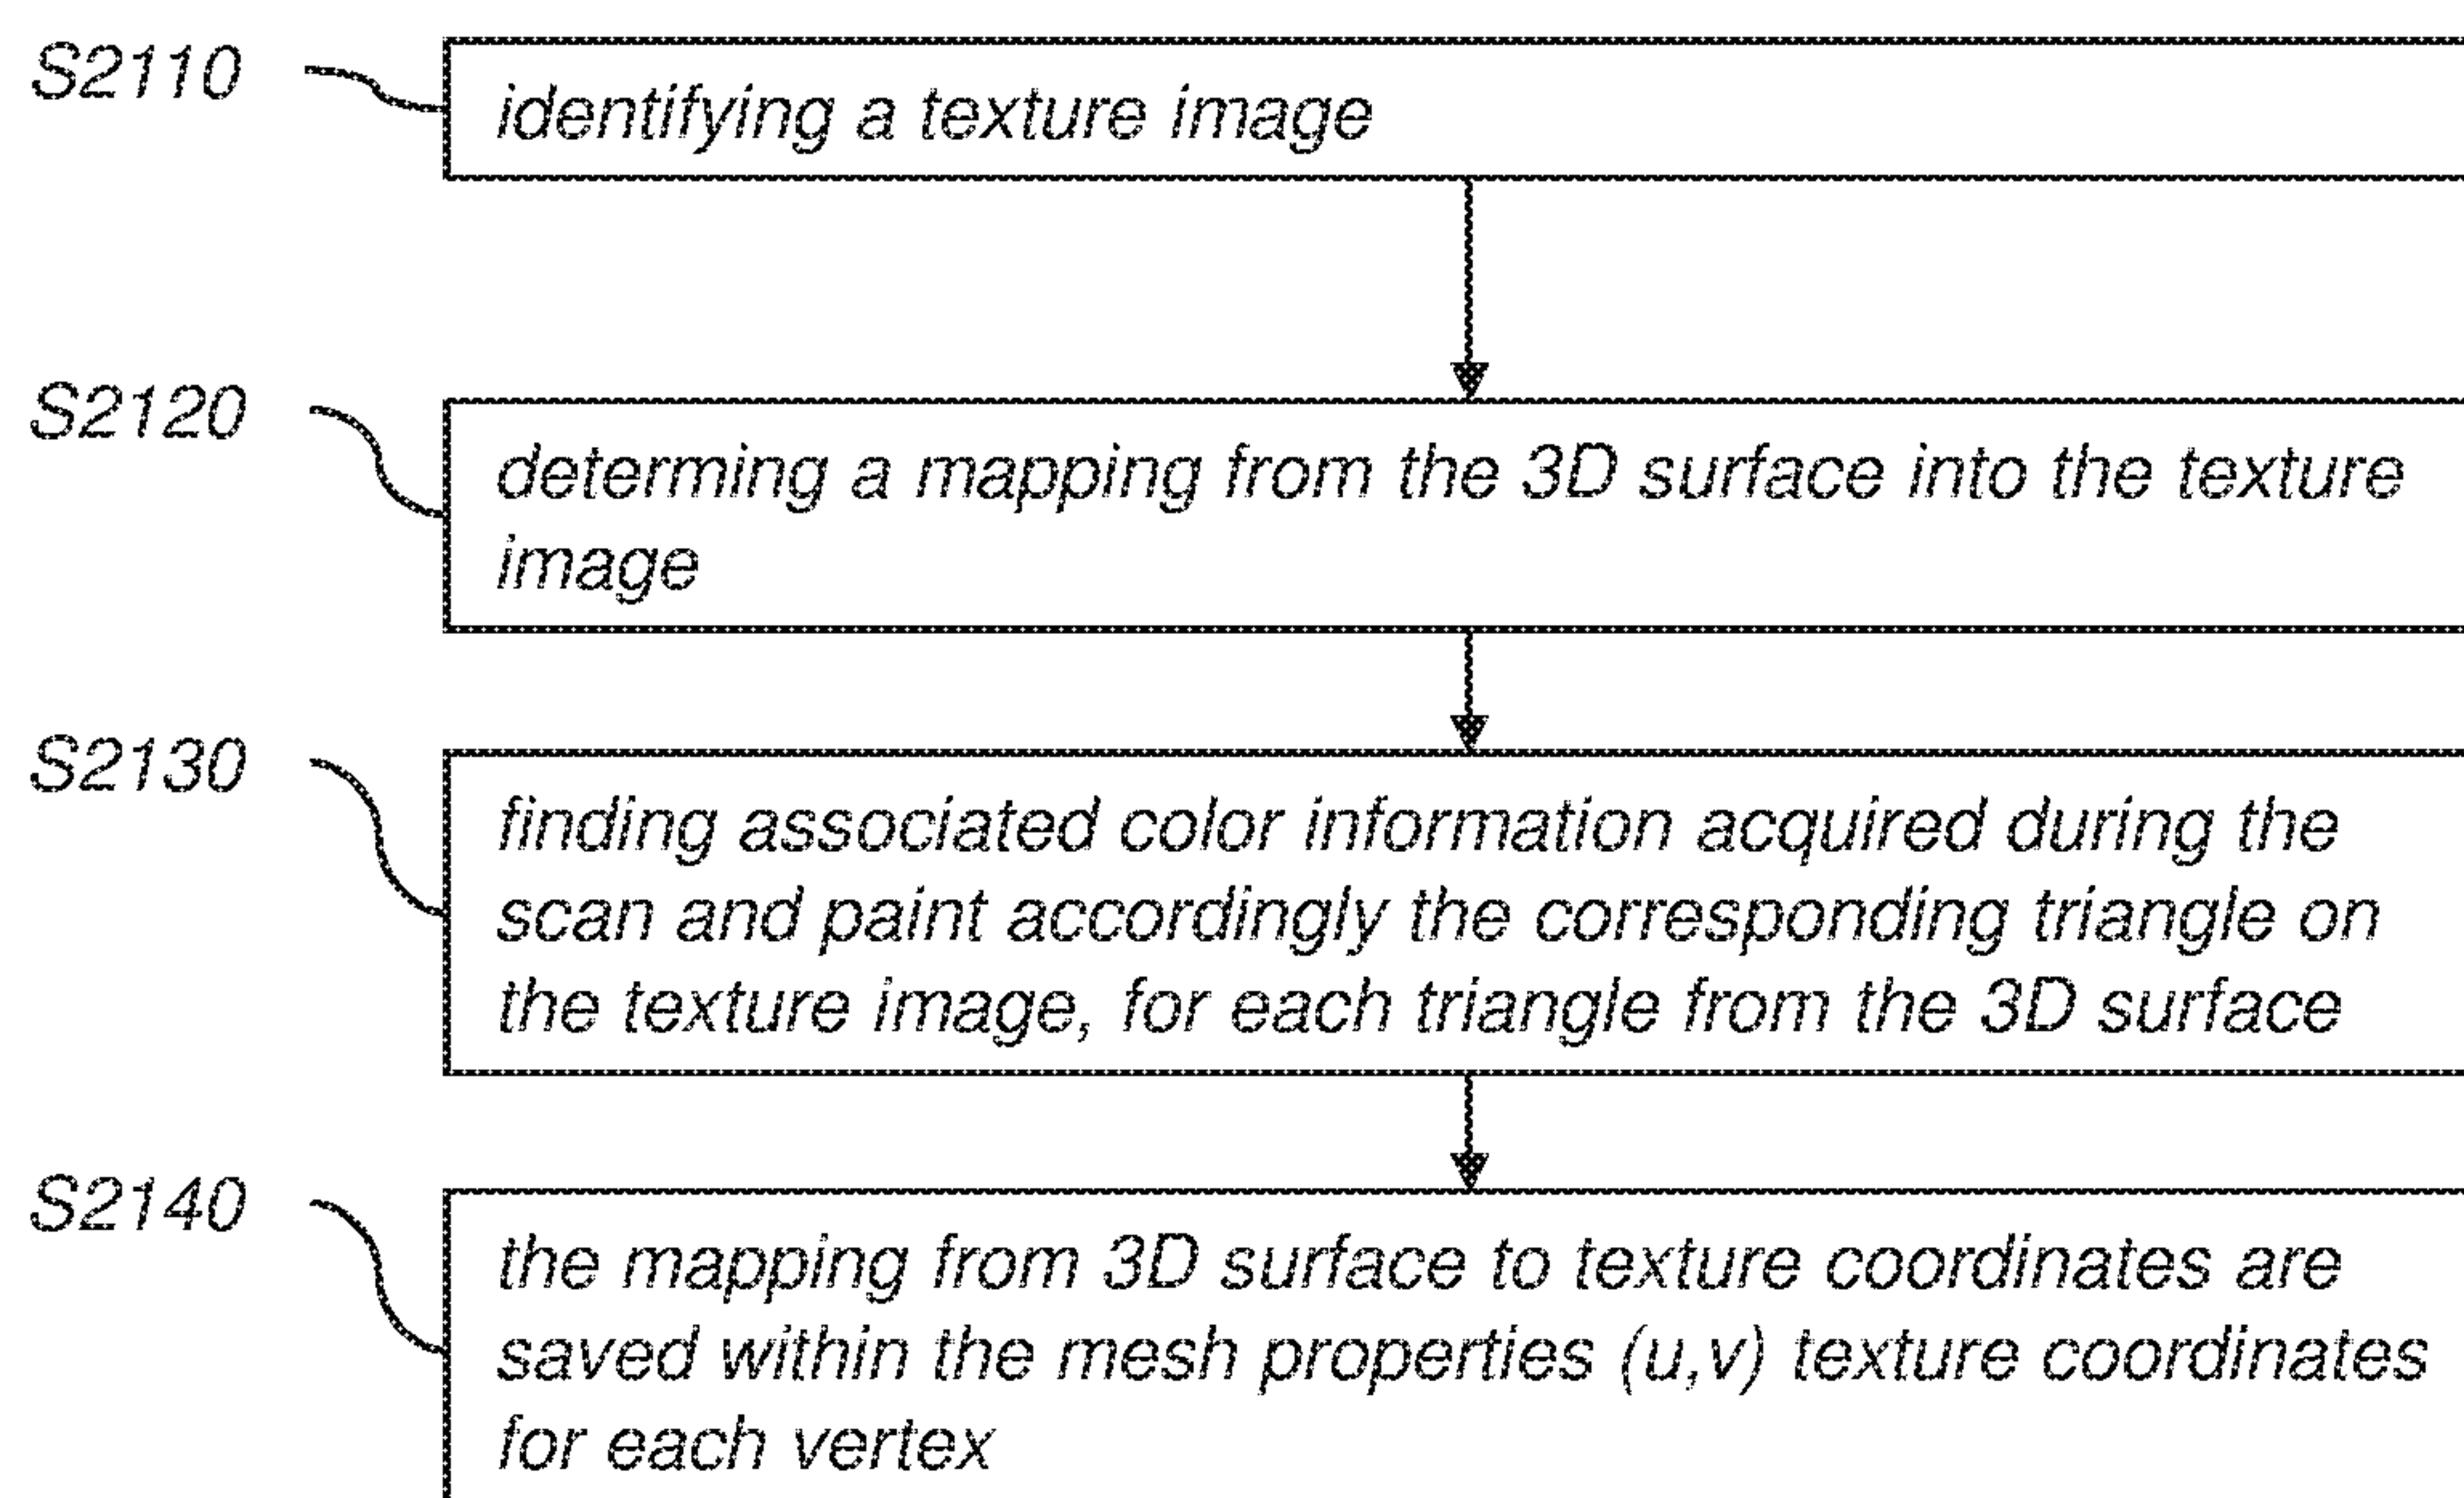 S2110
identifying a texture image
S2120
determing a mapping from the 3D surface into the texture
image
S2130
finding associated color information acquired during the
scan and paint accordingly the corresponding triangle on
the texture image, for each triangle from the 3D surface
S2140
the mapping from 3D surface to texture coordinates are
saved within the mesh properties (u,v) texture coordinates
for each vertex